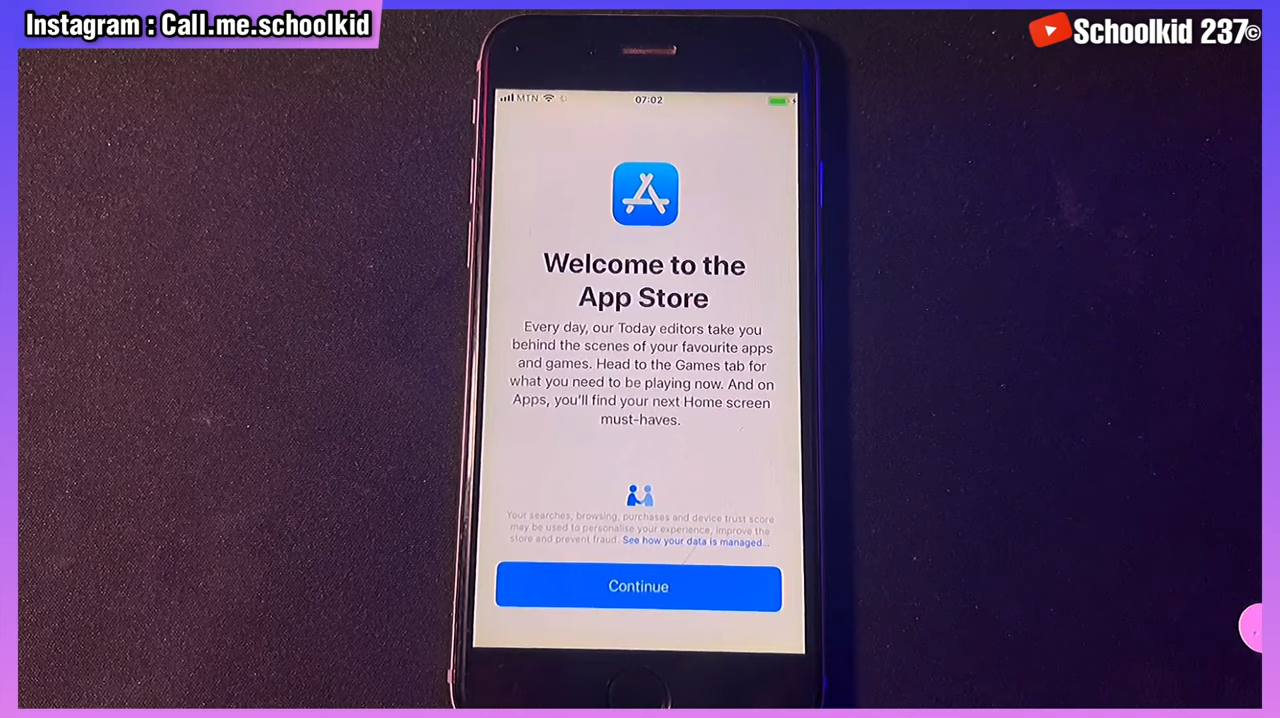 Instagram : Call.me.schoolkid
Schoolkid 237©
MTN
07:02
Welcome to the
App Store
Every day, our Today editors take you
behind the scenes of your favourite apps
and games. Head to the Games tab for
what you need to be playing now. And on
Apps, you'll find your next Home screen
must-haves.
Your searches, browsing, purchases and device trust score
may be used to personalise your experience, improve the
store and prevent fraud. See how your data is managed...
Continue